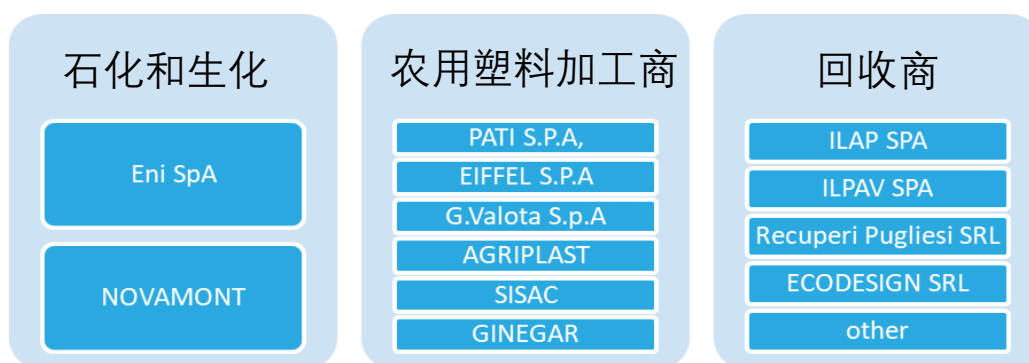 石化和生化
Eni SpA
NOVAMONT
农用塑料加工商
PATI S.P.A,
EIFFEL S.P.A
G.Valota S.p.A
AGRIPLAST
SISAC
GINEGAR
回收商
ILAP SPA
ILPAV SPA
Recuperi Pugliesi SRL
ECODESIGN SRL
other